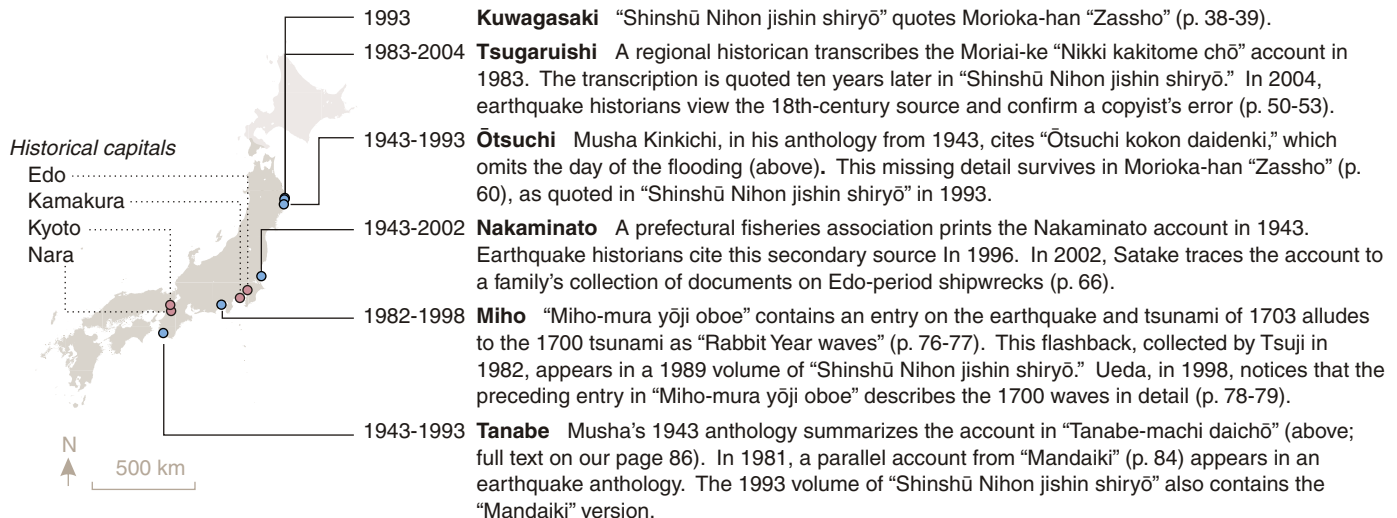 1993 Kuwagasaki “Shinshū Nihon jishin shiryō” quotes Morioka-han “Zassho” (p. 38-39).
1983-2004 Tsugaruishi A regional historican transcribes the Moriai-ke “Nikki kakitome chō” account in
1983. The transcription is quoted ten years later in “Shinshū Nihon jishin shiryō.” In 2004,
earthquake historians view the 18th-century source and confirm a copyist’s error (p. 50-53).
1943-1993 Ōtsuchi Musha Kinkichi, in his anthology from 1943, cites “Ōtsuchi kokon daidenki,” which
omits the day of the flooding (above). This missing detail survives in Morioka-han “Zassho” (p.
60), as quoted in “Shinshū Nihon jishin shiryō” in 1993.
1943-2002 Nakaminato A prefectural fisheries association prints the Nakaminato account in 1943.
Earthquake historians cite this secondary source In 1996. In 2002, Satake traces the account to
a family’s collection of documents on Edo-period shipwrecks (p. 66).
1982-1998 Miho “Miho-mura yōji oboe” contains an entry on the earthquake and tsunami of 1703 alludes
to the 1700 tsunami as “Rabbit Year waves” (p. 76-77). This flashback, collected by Tsuji in
1982, appears in a 1989 volume of “Shinshū Nihon jishin shiryō.” Ueda, in 1998, notices that the
preceding entry in “Miho-mura yōji oboe” describes the 1700 waves in detail (p. 78-79).
1943-1993 Tanabe Musha’s 1943 anthology summarizes the account in “Tanabe-machi daichō” (above;
full text on our page 86). In 1981, a parallel account from “Mandaiki” (p. 84) appears in an
earthquake anthology. The 1993 volume of “Shinshū Nihon jishin shiryō” also contains the
“Mandaiki” version.
Historical capitals
Edo
Kamakura
Kyoto
Nara
N
500 km